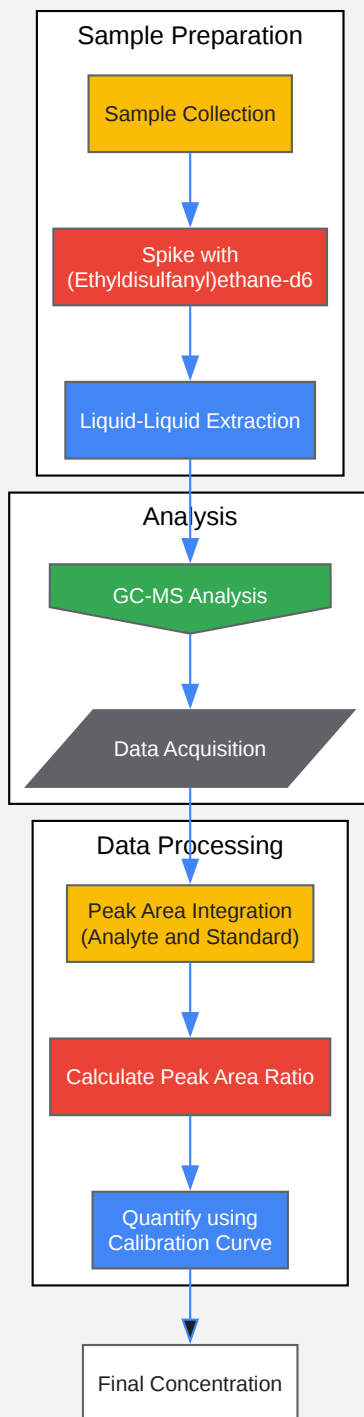 Sample Preparation
Sample Collection
Spike with
(Ethyldisulfanyl)ethane-d6
Liquid-Liquid Extraction
Analysis
GC-MS Analysis
Data Acquisition
Data Processing
Peak Area Integration
(Analyte and Standard)
Calculate Peak Area Ratio
Quantify using
Calibration Curve
Final Concentration